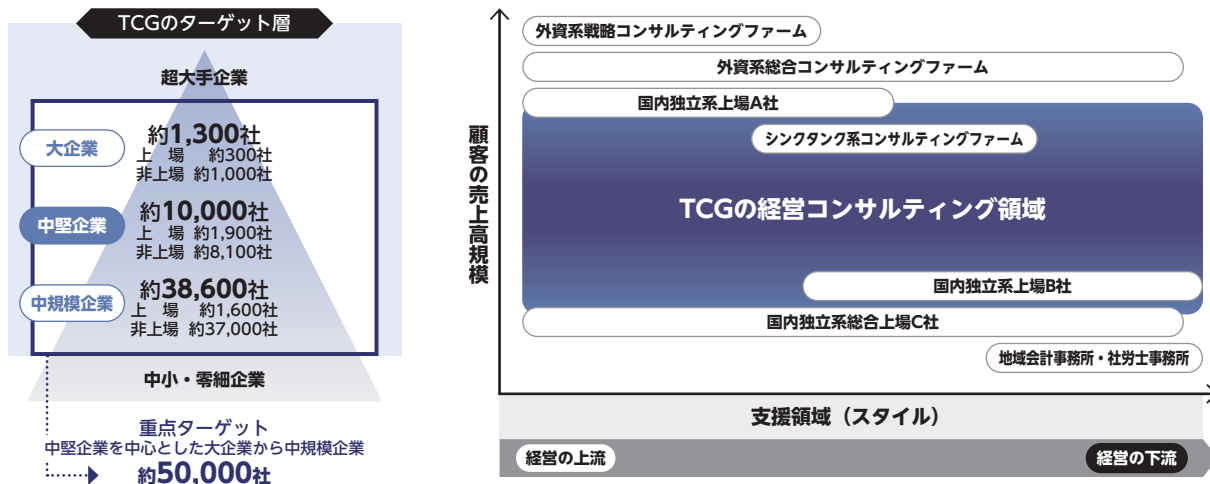 TCGのターゲット層
超大手企業
大企業
約1,300社
上　場　約300社
非上場 約1,000社
中堅企業
約10,000社
上　場 約1,900社
非上場 約8,100社
中規模企業
約38,600社
上　場　約1,600社
非上場 約37,000社
中小・零細企業
重点ターゲット
中堅企業を中心とした大企業から中規模企業
約50,000社
顧客の売上高規模
外資系戦略コンサルティングファーム
外資系総合コンサルティングファーム
国内独立系上場A社
シンクタンク系コンサルティングファーム
TCGの経営コンサルティング領域
国内独立系上場B社
国内独立系総合上場C社
地域会計事務所・社労士事務所
支援領域（スタイル）
経営の上流
経営の下流